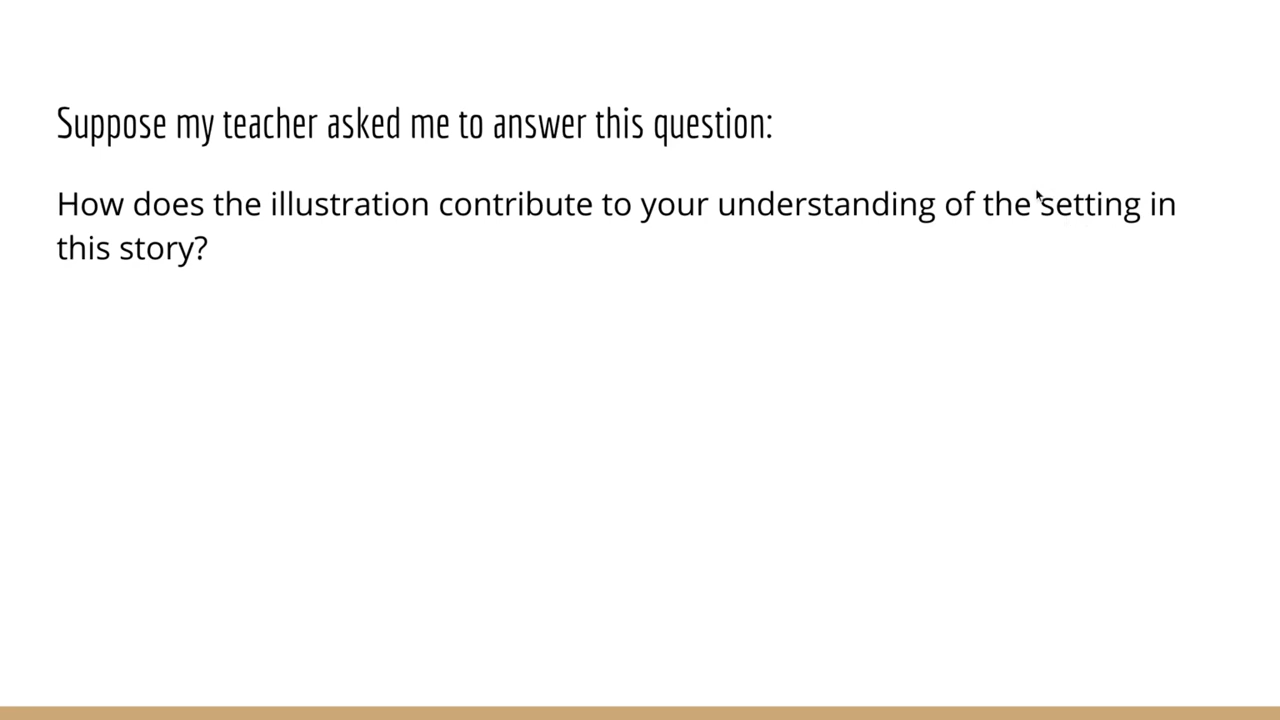 Suppose my teacher asked me to answer this question:
How does the illustration contribute to your understanding of the setting in
this story?